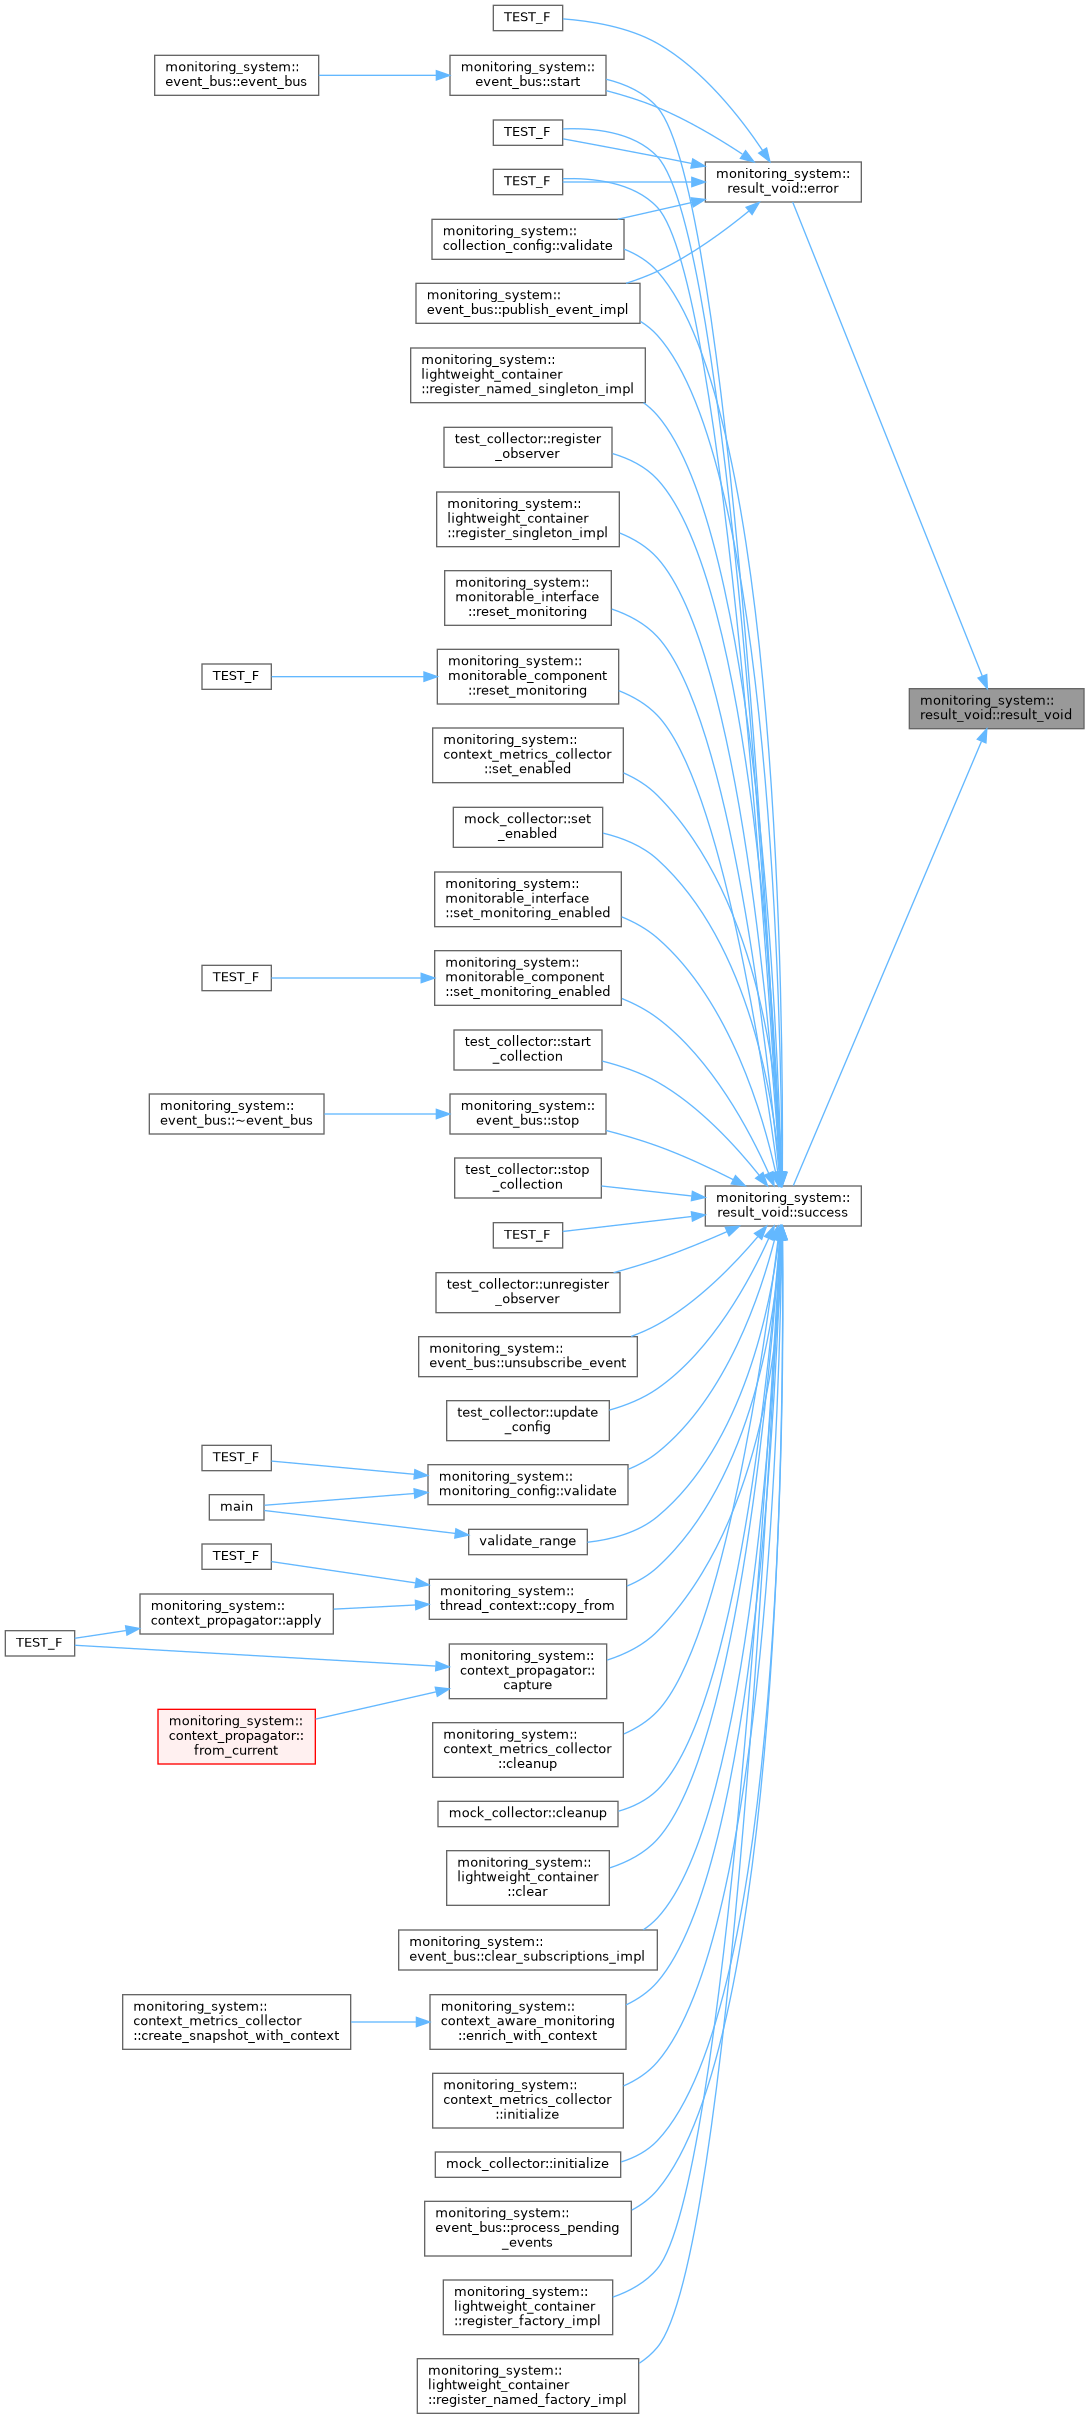 TEST_F
monitoring_system::
event_bus::event_bus
monitoring_system::
event_bus::start
TEST_F
monitoring_system::
result_void::error
TEST_F
monitoring_system::
collection_config::validate
monitoring_system::
event_bus::publish_event_impl
monitoring_system::
lightweight_container
::register_named_singleton_impl
test_collector::register
_observer
monitoring_system::
lightweight_container
::register_singleton_impl
monitoring_system::
monitorable_interface
::reset_monitoring
TEST_F
monitoring_system::
monitorable_component
::reset_monitoring
monitoring_system::
result_void::result_void
monitoring_system::
context_metrics_collector
::set_enabled
mock_collector::set
_enabled
monitoring_system::
monitorable_interface
::set_monitoring_enabled
TEST_F
monitoring_system::
monitorable_component
::set_monitoring_enabled
test_collector::start
_collection
monitoring_system::
event_bus::~event_bus
monitoring_system::
event_bus::stop
test_collector::stop
_collection
monitoring_system::
result_void::success
TEST_F
test_collector::unregister
_observer
monitoring_system::
event_bus::unsubscribe_event
test_collector::update
_config
TEST_F
monitoring_system::
monitoring_config::validate
main
validate_range
TEST_F
monitoring_system::
thread_context::copy_from
monitoring_system::
context_propagator::apply
TEST_F
monitoring_system::
context_propagator::
capture
monitoring_system::
context_propagator::
from_current
monitoring_system::
context_metrics_collector
::cleanup
mock_collector::cleanup
monitoring_system::
lightweight_container
::clear
monitoring_system::
event_bus::clear_subscriptions_impl
monitoring_system::
context_metrics_collector
::create_snapshot_with_context
monitoring_system::
context_aware_monitoring
::enrich_with_context
monitoring_system::
context_metrics_collector
::initialize
mock_collector::initialize
monitoring_system::
event_bus::process_pending
_events
monitoring_system::
lightweight_container
::register_factory_impl
monitoring_system::
lightweight_container
::register_named_factory_impl